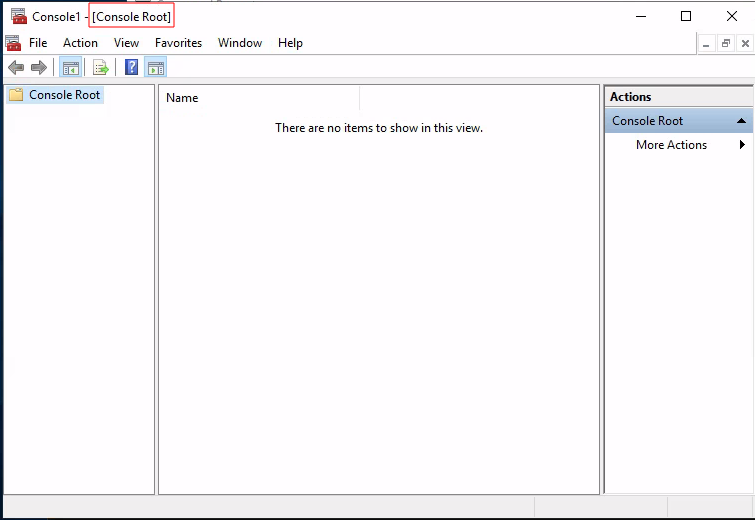 Console1 - [Console Root]
File Action View Favorites Window Help
Console Root
Name
There are no items to show in this view.
Actions
Console Root
More Actions